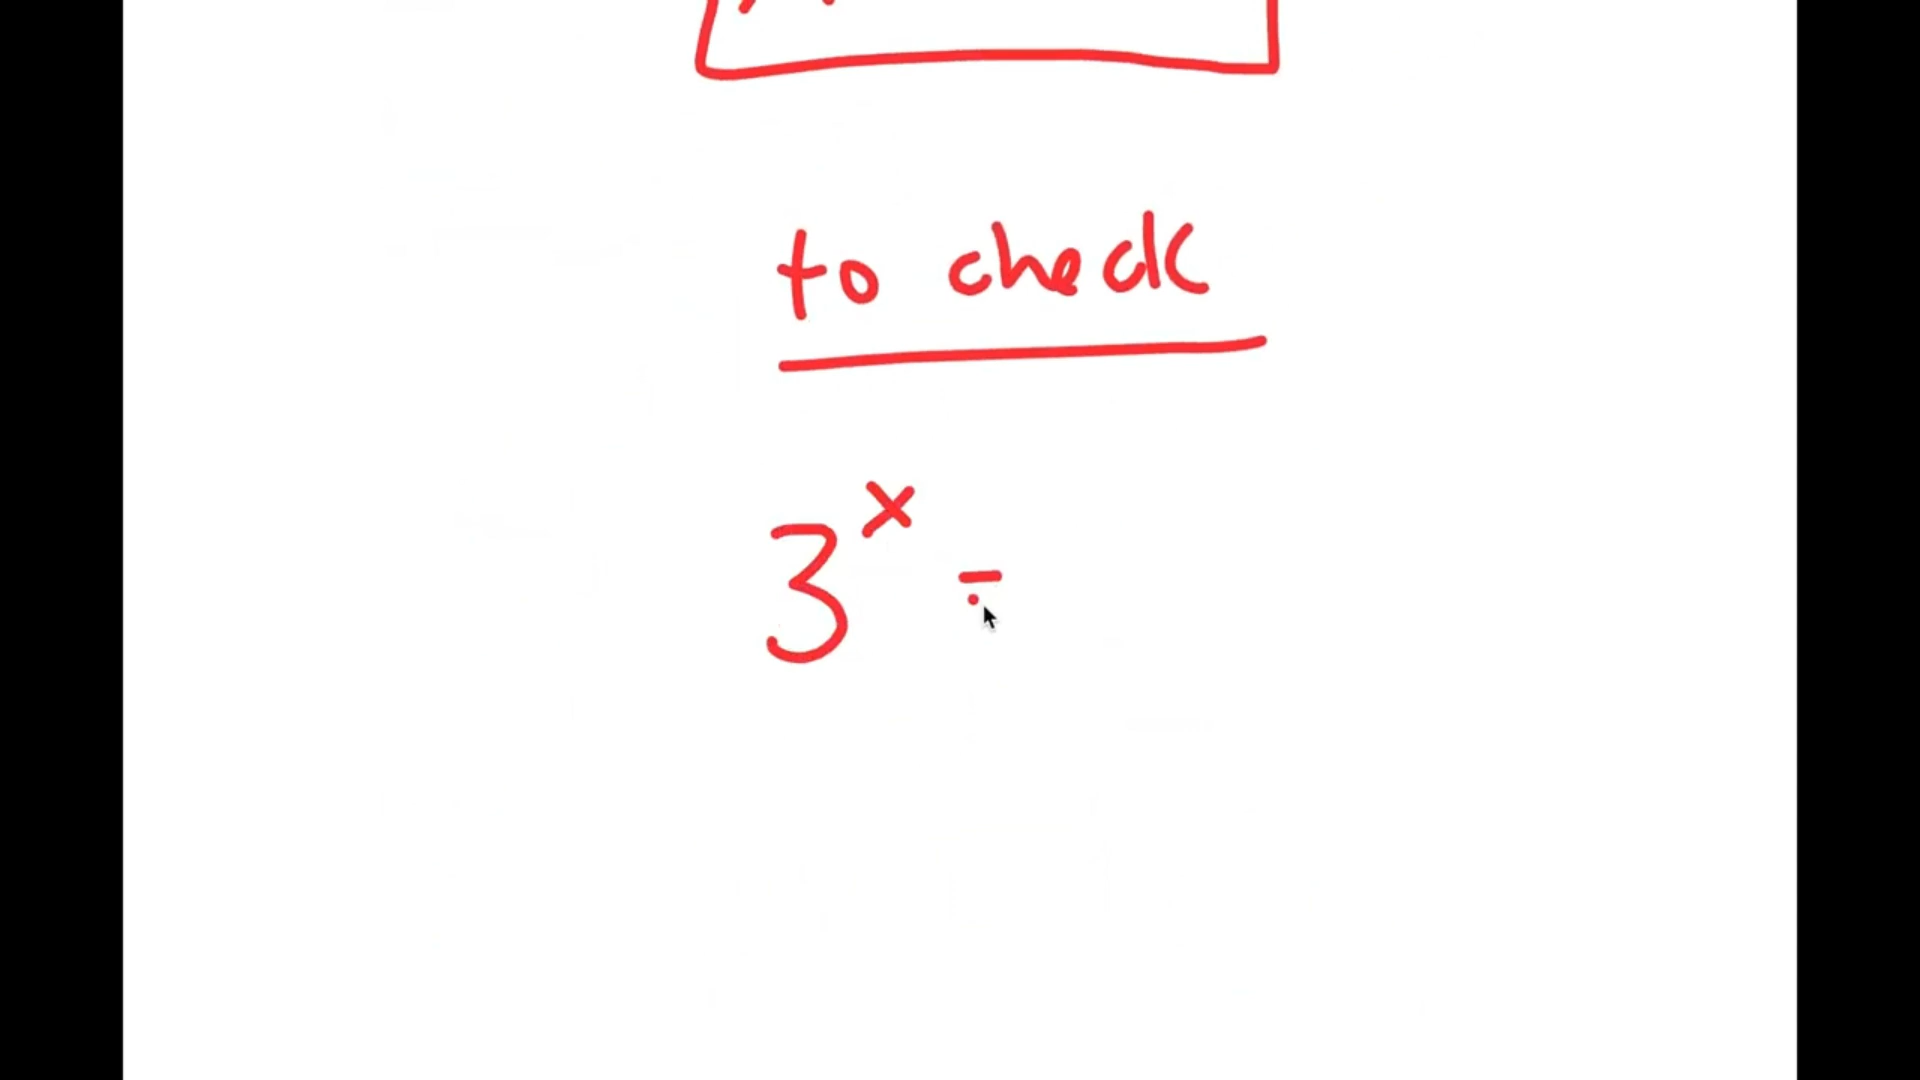 to check
3^x =